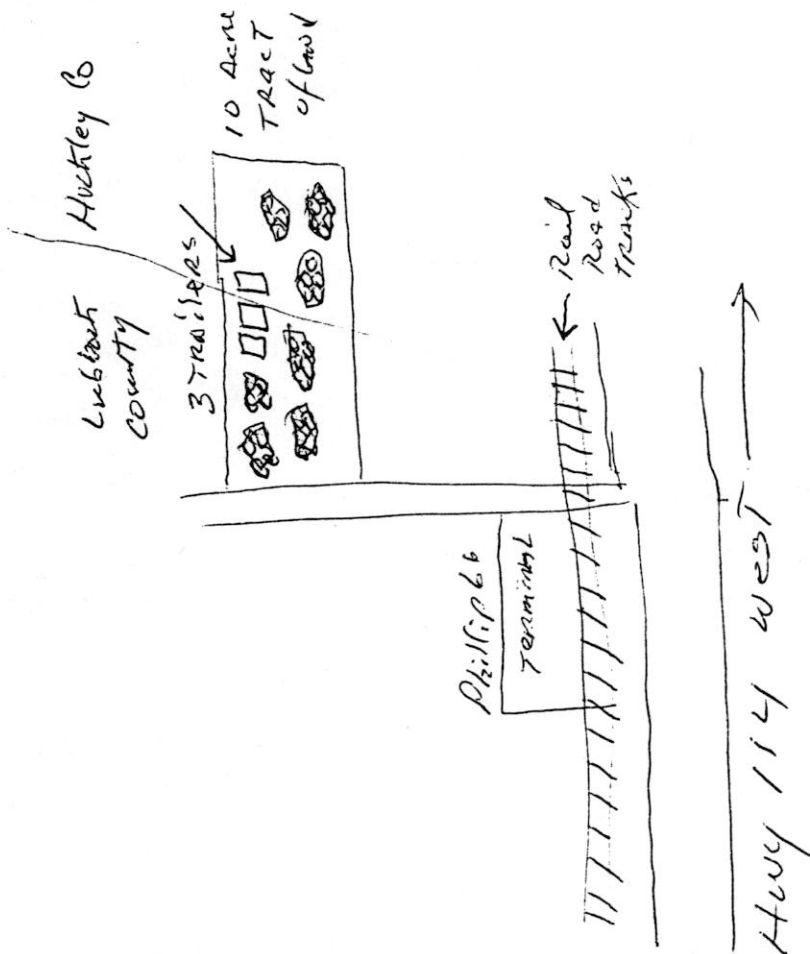 Lubbock
County
Huckley Co
3 TRAilERS
10 Acre
TRACT
of land
Phillip 66
Terminal
Rail
Road
TRACKS
Hwy 114 west